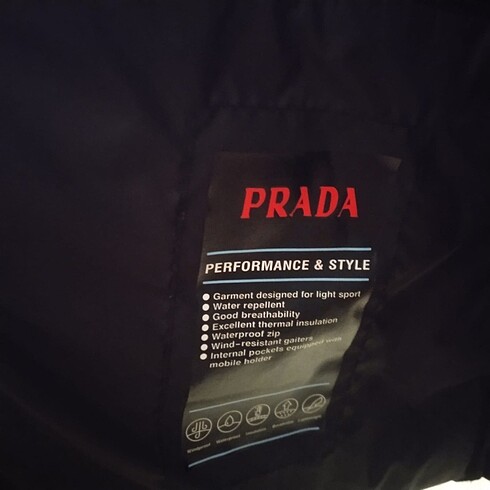 PRADA
PERFORMANCE & STYLE
Garment designed for light sport
Water repellent
Good breathability
Excellent thermal insulation
Waterproof zip
Wind-resistant gaiters
Internal pockets equipped with
mobile holder